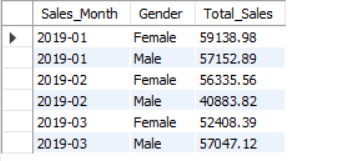 Sales_Month Gender Total_Sales
2019-01 Female 59138.98
2019-01 Male 57152.89
2019-02 Female 56335.56
2019-02 Male 40883.82
2019-03 Female 52408.39
2019-03 Male 57047.12